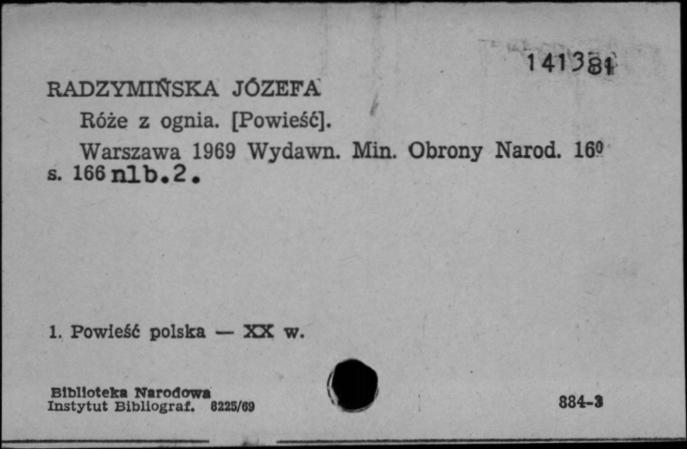 141381
RADZYMIŃSKA JÓZEFA
Róże z ognia. [Powieść].
Warszawa 1969 Wydawn. Min. Obrony Narod. 16º
s. 166 nlb.2.
1. Powieść polska — XX w.
Biblioteka Narodowa
Instytut Bibliograf. 8225/69
884-3